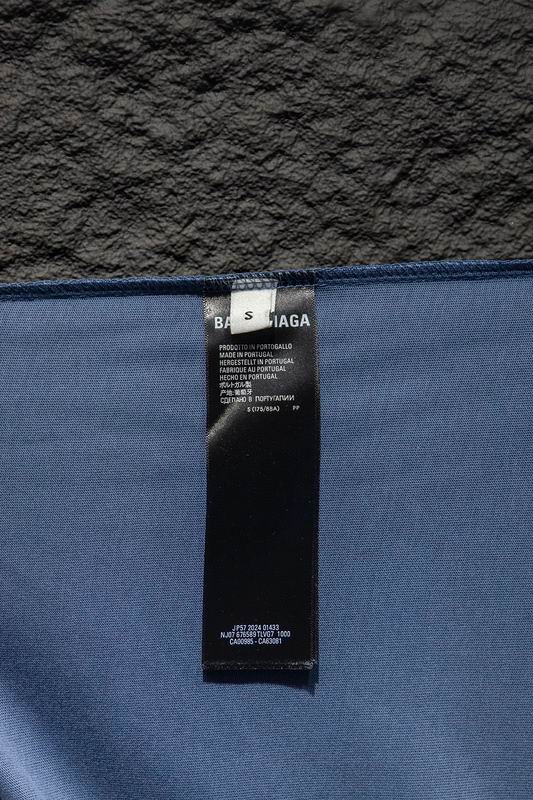 S
BA IAGA
PRODOTTO IN PORTOGALLO
MADE IN PORTUGAL
HERGESTELLT IN PORTUGAL
FABRIQUE AU PORTUGAL
HECHO EN PORTUGAL
ポルトガル製
产地:葡萄牙
СДЕЛАНО В ПОРТУГАЛИИ
S (175/88A) PP
JP57 2024 01433
NJ07 676589 TLVG7 1000
CA00985 - CA63081